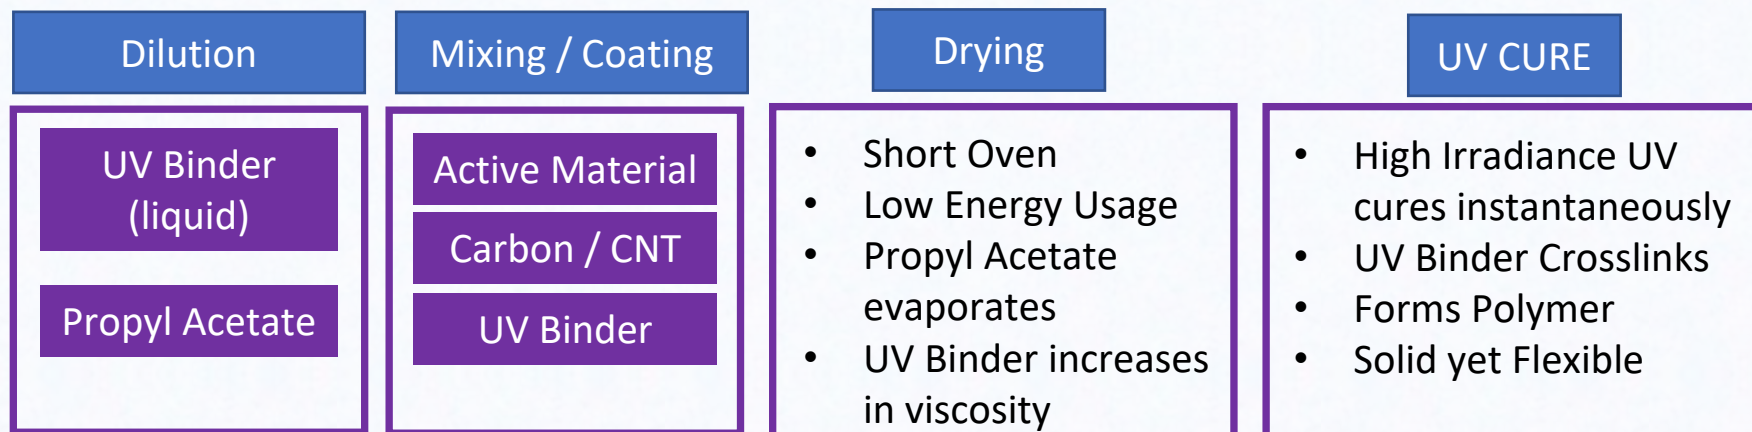 Dilution
UV Binder
(liquid)
Propyl Acetate
Mixing / Coating
Active Material
Carbon / CNT
UV Binder
Drying
• Short Oven
• Low Energy Usage
• Propyl Acetate
evaporates
• UV Binder increases
in viscosity
UV CURE
• High Irradiance UV
cures instantaneously
• UV Binder Crosslinks
• Forms Polymer
• Solid yet Flexible